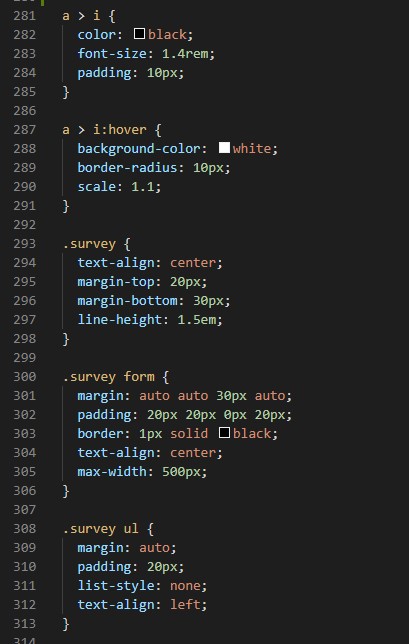 281 a > i {
282 color: black;
283 font-size: 1.4rem;
284 padding: 10px;
285 }
286
287 a > i:hover {
288 background-color: white;
289 border-radius: 10px;
290 scale: 1.1;
291 }
292
293 .survey {
294 text-align: center;
295 margin-top: 20px;
296 margin-bottom: 30px;
297 line-height: 1.5em;
298 }
299
300 .survey form {
301 margin: auto auto 30px auto;
302 padding: 20px 20px 0px 20px;
303 border: 1px solid black;
304 text-align: center;
305 max-width: 500px;
306 }
307
308 .survey ul {
309 margin: auto;
310 padding: 20px;
311 list-style: none;
312 text-align: left;
313 }
314